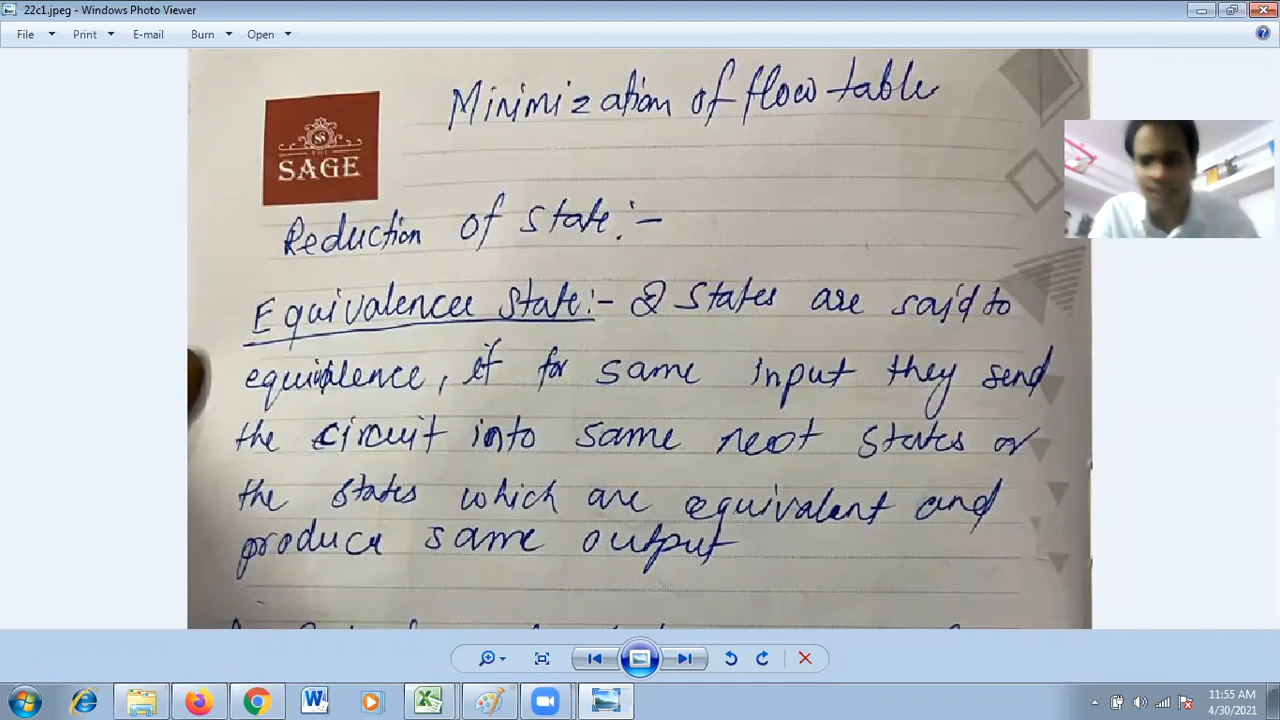 22c1.jpeg - Windows Photo Viewer
File Print E-mail Burn Open
Minimization of flow table
SAGE
Reduction of state:-
Equivalencee state:- 2 states are said to
equivalence, if for same input they send
the circuit into same next states or
the states which are equivalent and
produce same output
11:55 AM
4/30/2021